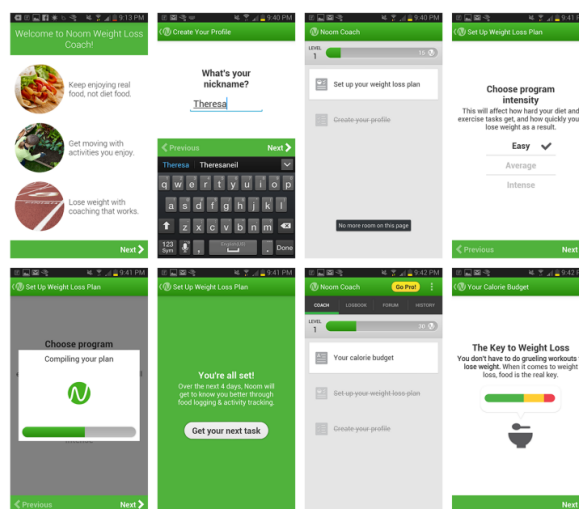 9:13 PM
Welcome to Noom Weight Loss
Coach!
Keep enjoying real
food, not diet food.
Get moving with
activities you enjoy.
Lose weight with
coaching that works.
Next
9:40 PM
Create Your Profile
What's your
nickname?
Theresa
Previous
Next
Theresa
Theresaneil
q w e r t y u i o p
a s d f g h j k l
z x c v b n m
123
Sym
,
.
Done
9:40 PM
Noom Coach
LEVEL
1
Set up your weight loss plan
Create your profile
No more room on this page
9:41
Set Up Weight Loss Plan
Choose program
intensity
This will affect how hard your diet and
exercise tasks get, and how quickly you
lose weight as a result.
Easy
Average
Intense
Previous
Next
9:41 PM
Set Up Weight Loss Plan
Choose program
Compiling your plan
Previous
Next
9:41 PM
Set Up Weight Loss Plan
You're all set!
Over the next 4 days, Noom will
get to know you better through
food logging & activity tracking.
Get your next task
9:41 PM
Noom Coach
Go Pro!
COACH
LOGBOOK
FORUM
HISTORY
LEVEL
1
30
Your calorie budget
Set up your weight loss plan
Create your profile
9:42
Your Calorie Budget
The Key to Weight Loss
You don't have to do grueling workouts
lose weight. When it comes to weight
loss, food is the real key.
Next